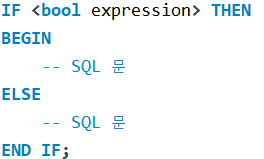 IF <bool expression> THEN
BEGIN
    -- SQL 문
ELSE
    -- SQL 문
END IF;